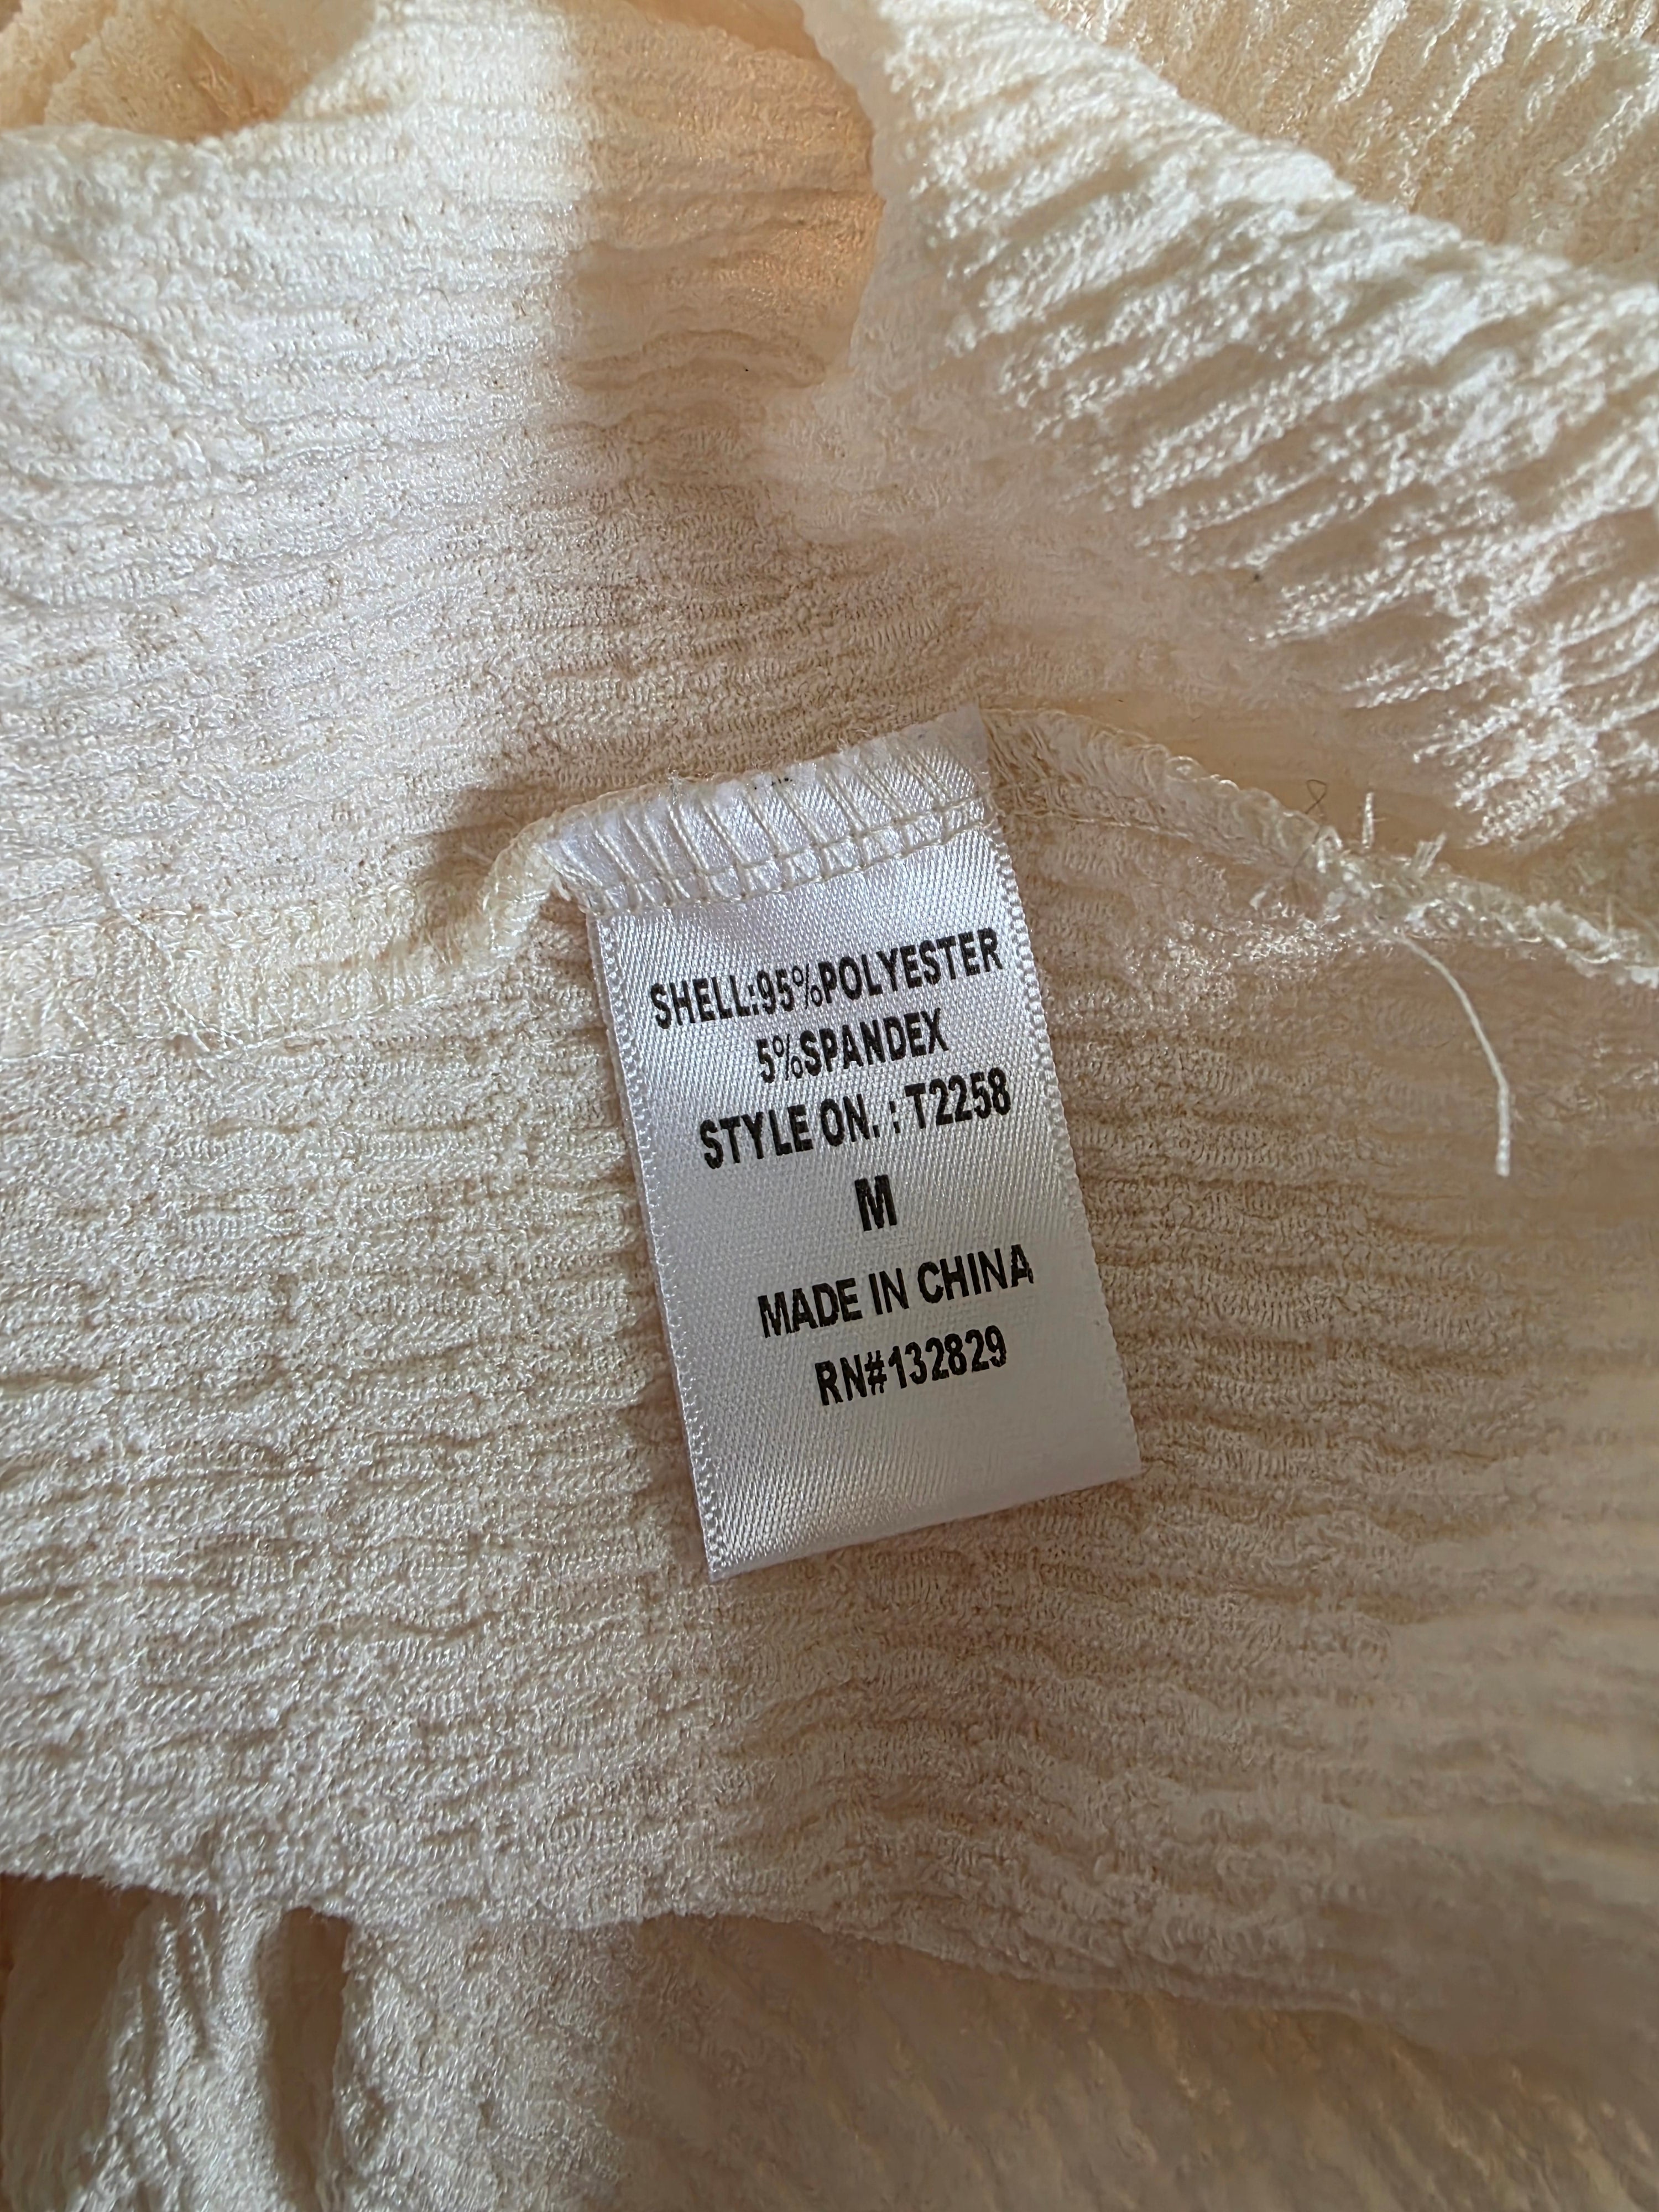 SHELL:95%POLYESTER
5%SPANDEX
STYLE ON. : T2258
M
MADE IN CHINA
RN#132829